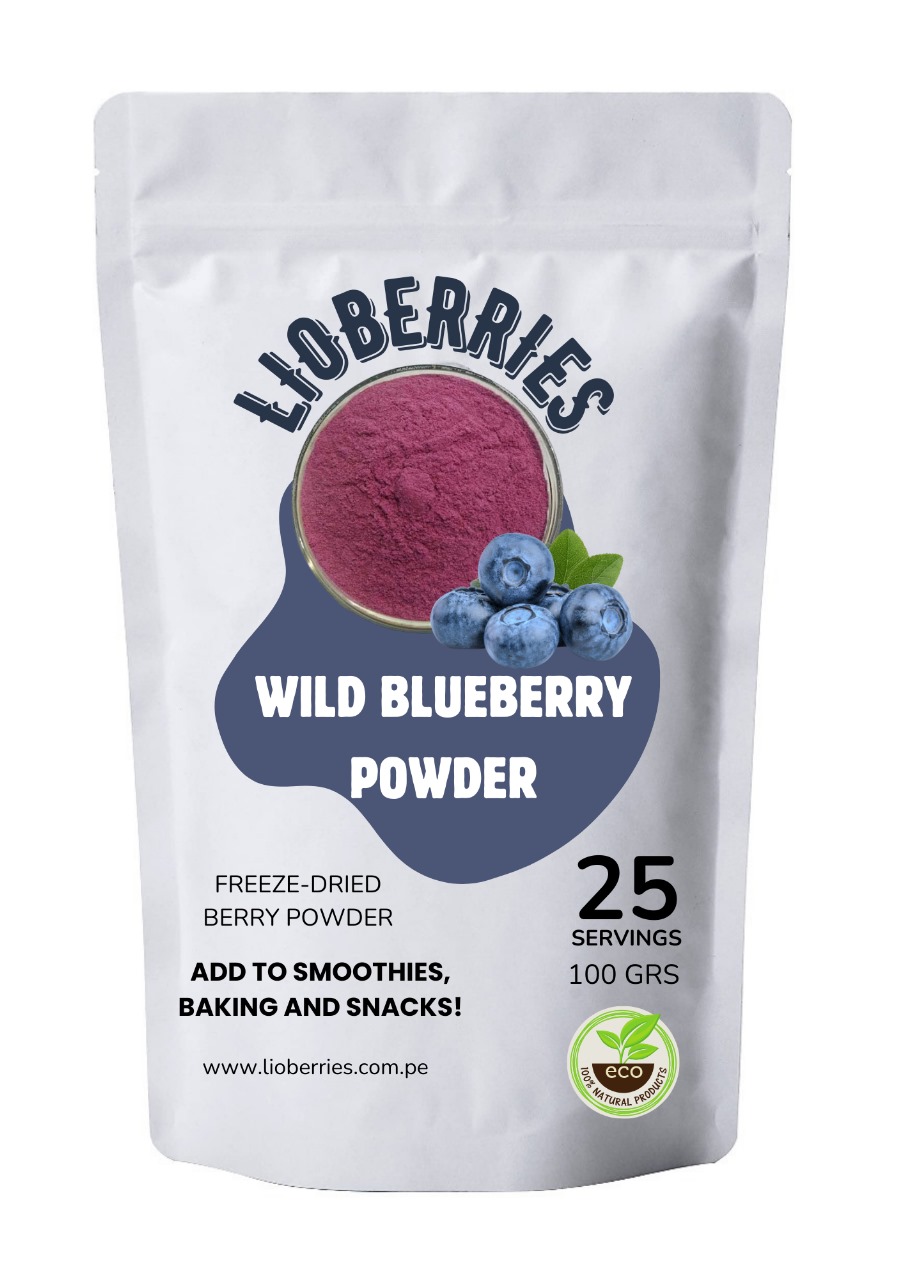 LIOBERRIES
WILD BLUEBERRY
POWDER
FREEZE-DRIED
BERRY POWDER
ADD TO SMOOTHIES,
BAKING AND SNACKS!
www.lioberries.com.pe
25
SERVINGS
100 GRS
eco
100% NATURAL PRODUCTS